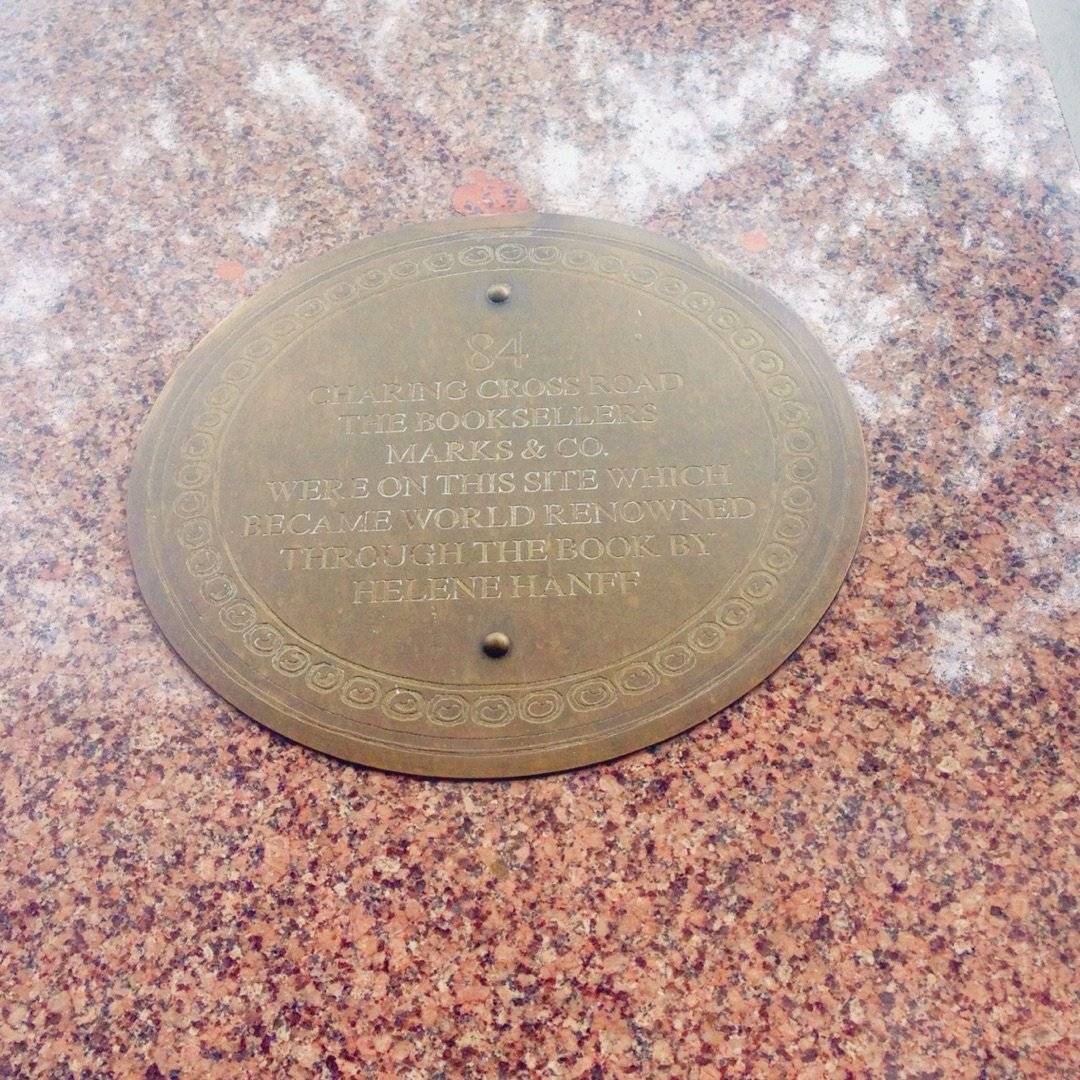 84
CHARING CROSS ROAD
THE BOOKSELLERS
MARKS & CO.
WERE ON THIS SITE WHICH
BECAME WORLD RENOWNED
THROUGH THE BOOK BY
HELENE HANFF